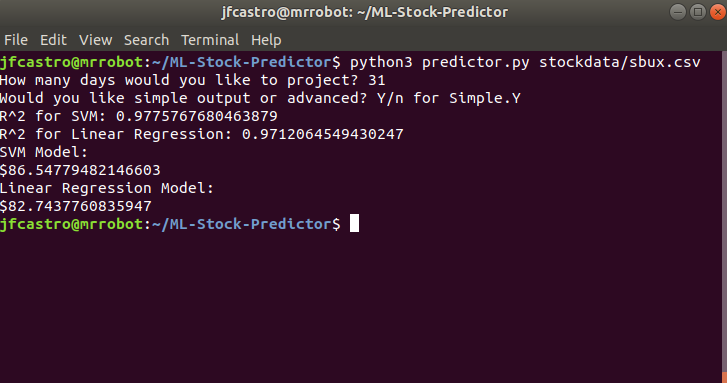 jfcastro@mrrobot: ~/ML-Stock-Predictor
File Edit View Search Terminal Help
jfcastro@mrrobot:~/ML-Stock-Predictor$ python3 predictor.py stockdata/sbux.csv
How many days would you like to project? 31
Would you like simple output or advanced? Y/n for Simple.Y
R^2 for SVM: 0.9775767680463879
R^2 for Linear Regression: 0.9712064549430247
SVM Model:
$86.54779482146603
Linear Regression Model:
$82.7437760835947
jfcastro@mrrobot:~/ML-Stock-Predictor$